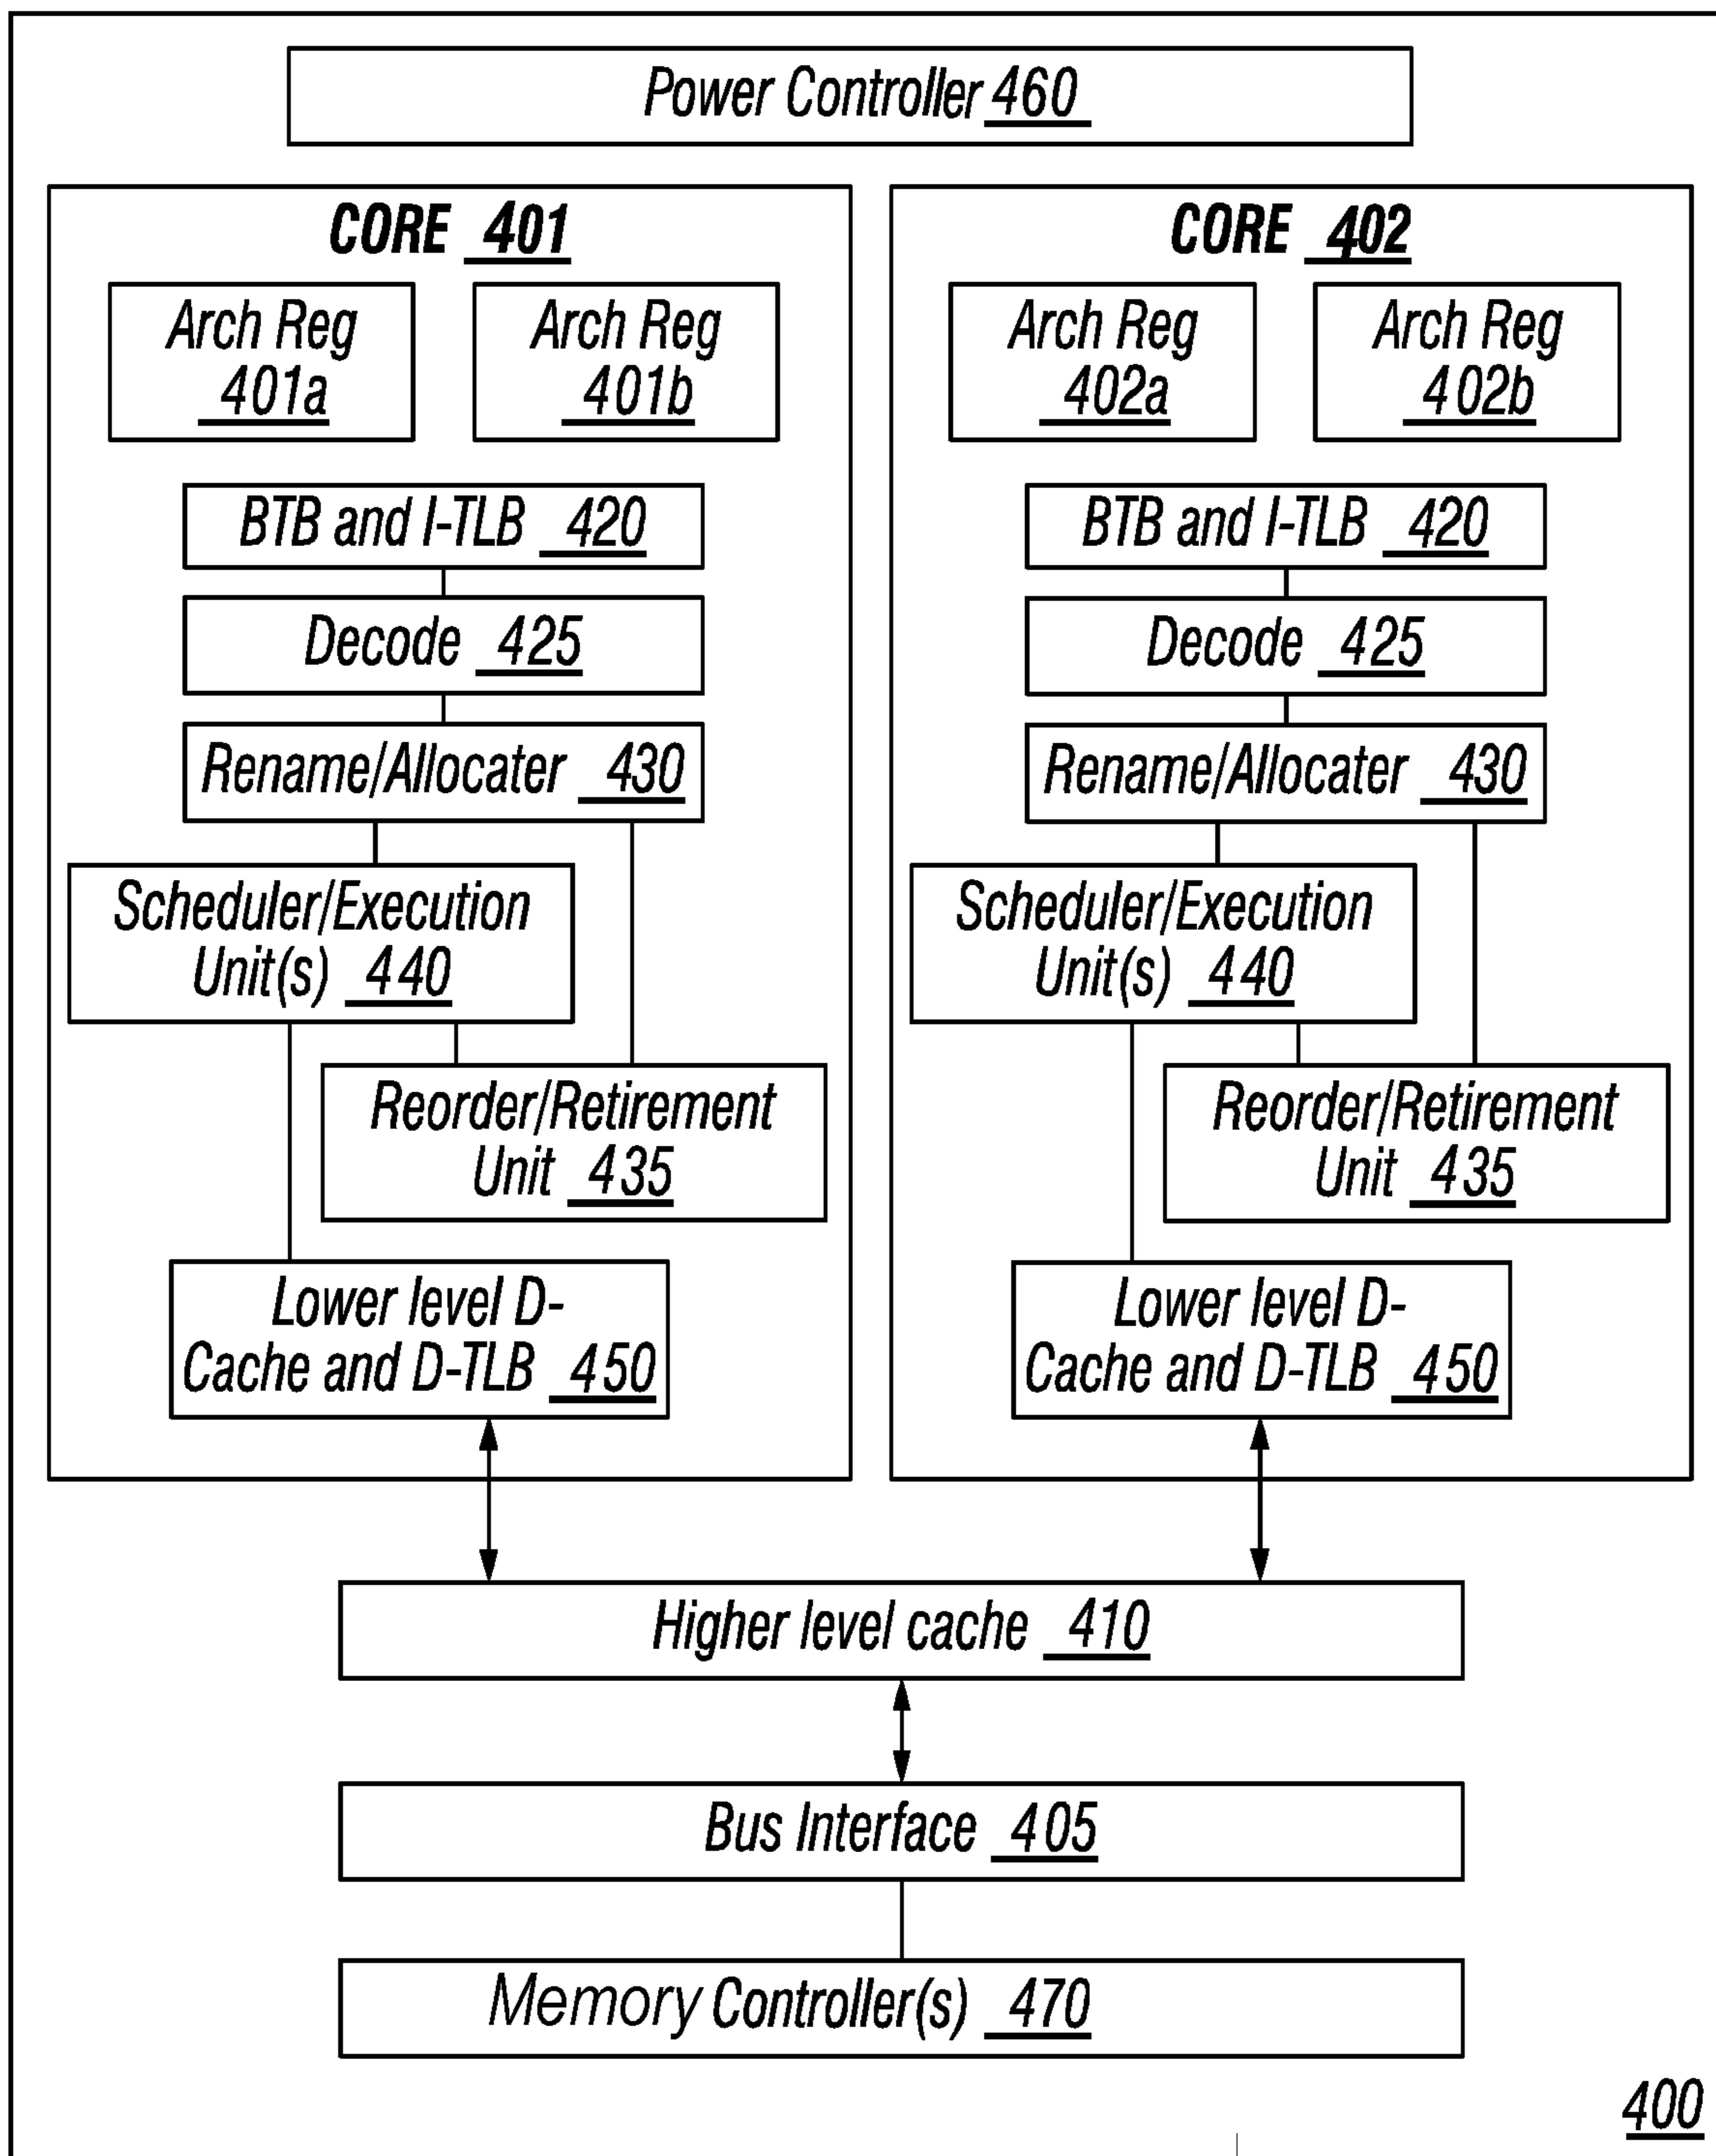 Power Controller 460
CORE 401
Arch Reg
401a
Arch Reg
401b
BTB and I-TLB 420
Decode 425
Rename/Allocater 430
Scheduler/Execution
Unit(s) 440
Reorder/Retirement
Unit 435
Lower level D-
Cache and D-TLB 450
CORE 402
Arch Reg
402a
Arch Reg
402b
BTB and I-TLB 420
Decode 425
Rename/Allocater 430
Scheduler/Execution
Unit(s) 440
Reorder/Retirement
Unit 435
Lower level D-
Cache and D-TLB 450
Higher level cache 410
Bus Interface 405
Memory Controller(s) 470
400